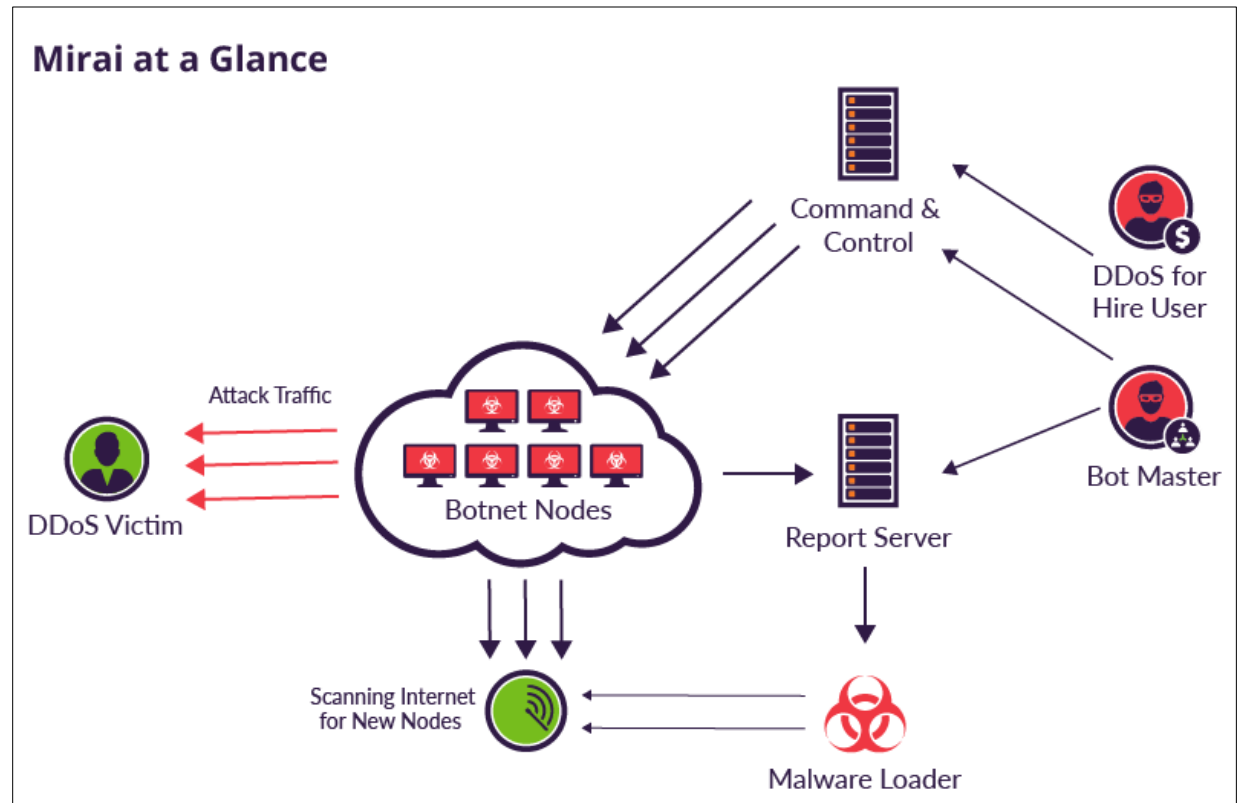 Mirai at a Glance
Command &
Control
$
DDoS for
Hire User
Attack Traffic
DDoS Victim
Botnet Nodes
Report Server
Bot Master
Scanning Internet
for New Nodes
Malware Loader